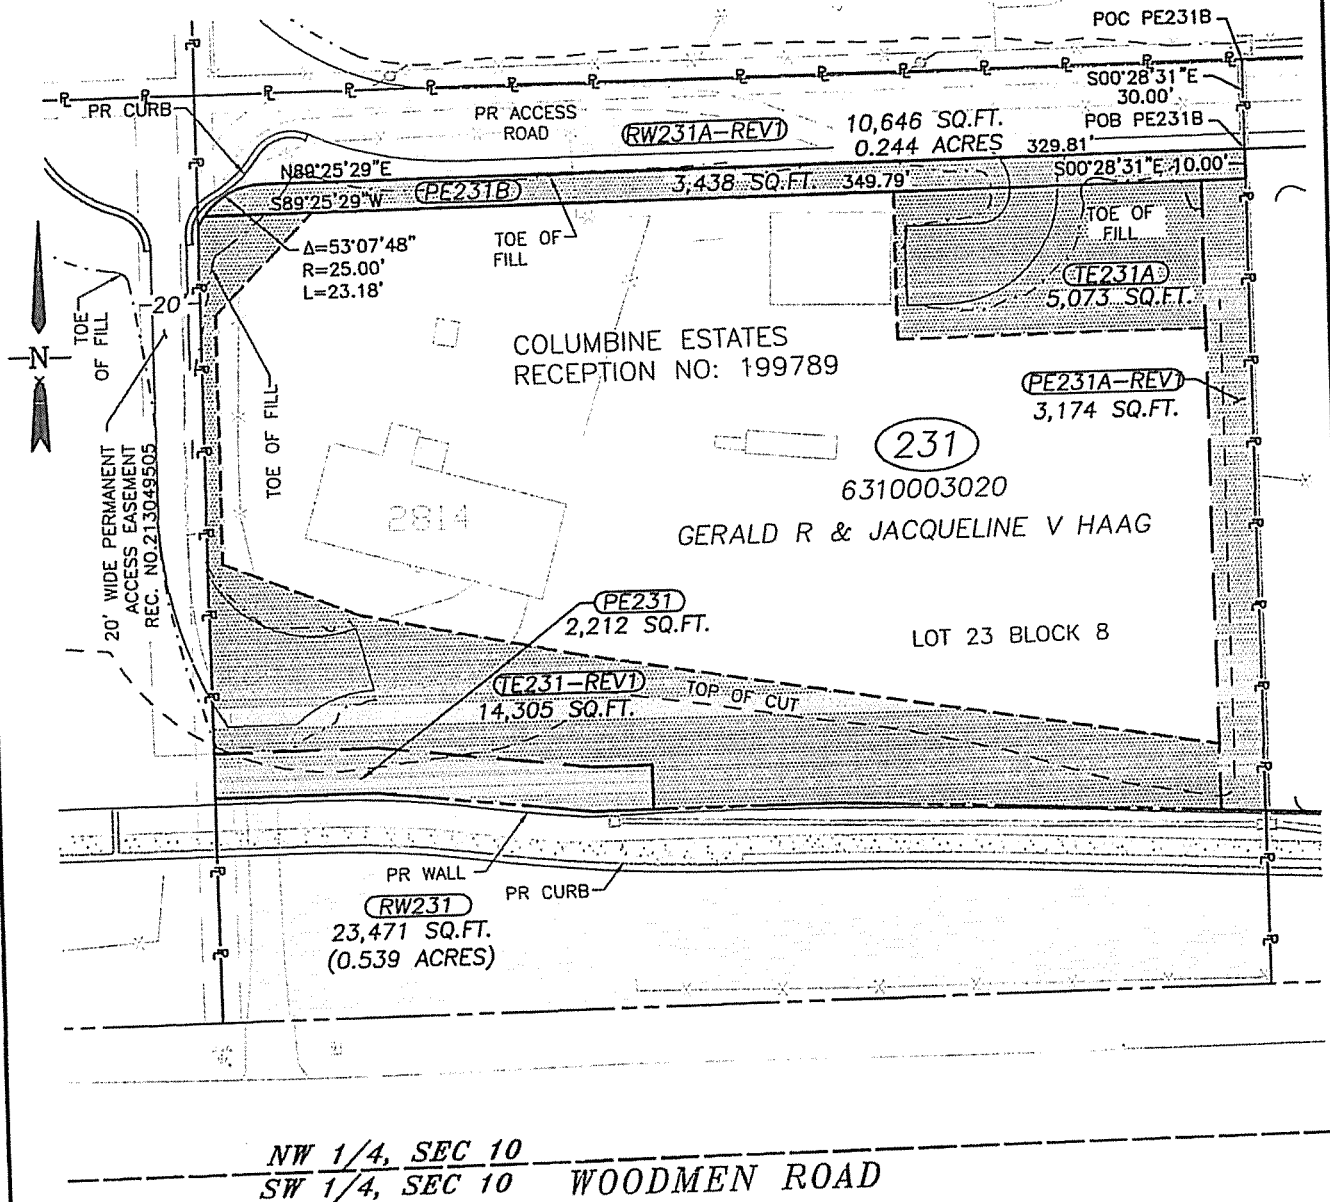 POC PE231B
S00°28'31"E
30.00'
PR CURB
PR ACCESS
ROAD
RW231A-REV1
10,646 SQ.FT.
0.244 ACRES
329.81'
POB PE231B
N89°25'29"E
S89°25'29"W
PE231B
3,438 SQ.FT.
349.79'
S00°28'31"E 10.00'
Δ=53°07'48"
R=25.00'
L=23.18'
TOE OF
FILL
TOE OF
FILL
TE231A
5,073 SQ.FT.
20'
TOE
OF FILL
N
TOE OF FILL
COLUMBINE ESTATES
RECEPTION NO: 199789
PE231A-REV1
3,174 SQ.FT.
231
6310003020
GERALD R & JACQUELINE V HAAG
2814
20' WIDE PERMANENT
ACCESS EASEMENT
REC. NO.213049505
PE231
2,212 SQ.FT.
LOT 23 BLOCK 8
TE231-REV1
14,305 SQ.FT.
TOP OF CUT
PR WALL
PR CURB
RW231
23,471 SQ.FT.
(0.539 ACRES)
NW 1/4, SEC 10
SW 1/4, SEC 10
WOODMEN ROAD